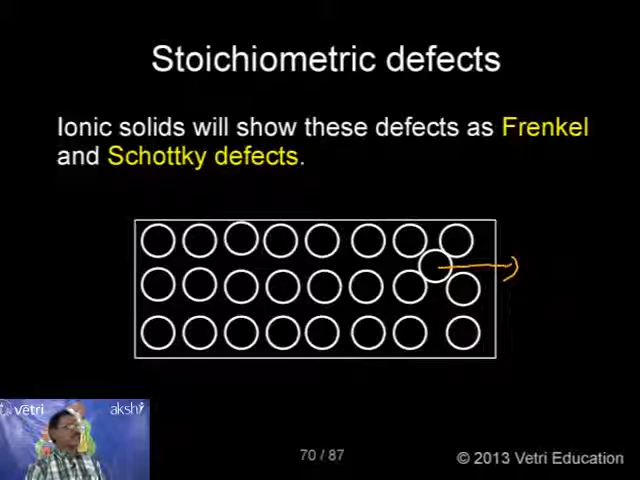 Stoichiometric defects
Ionic solids will show these defects as Frenkel
and Schottky defects.
vetri
akshi
70 / 87
© 2013 Vetri Education